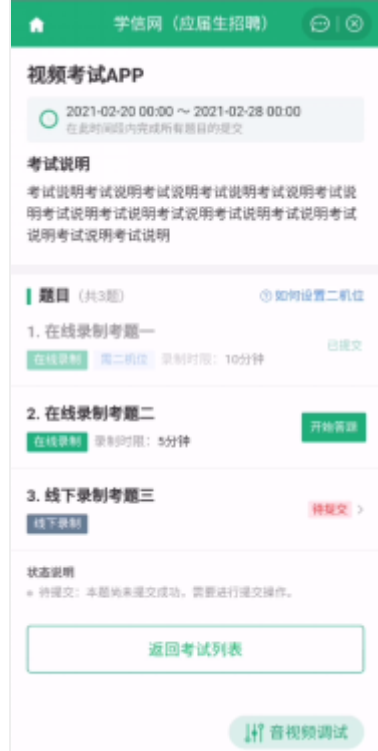 学信网（应届生招聘）
视频考试APP
2021-02-20 00:00 ～ 2021-02-28 00:00
在此时间段内完成所有题目的提交
考试说明
考试说明考试说明考试说明考试说明考试说
明考试说明考试说明考试说明考试说明考试
说明考试说明考试说明
题目（共3题）
如何设置二机位
1. 在线录制考题一
已提交
在线录制 需二机位 录制时限：10分钟
2. 在线录制考题二
开始答题
在线录制 录制时限：5分钟
3. 线下录制考题三
待提交
线下录制
状态说明
待提交：本题尚未提交成功，需要进行提交操作。
返回考试列表
音视频调试